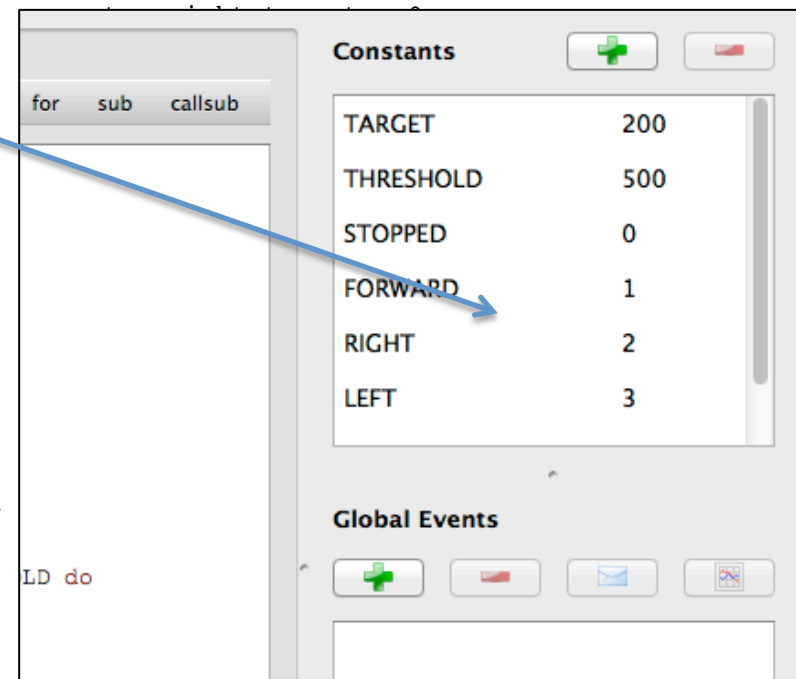 Constants
for sub callsub
TARGET 200
THRESHOLD 500
STOPPED 0
FORWARD 1
RIGHT 2
LEFT 3
Global Events
LD do